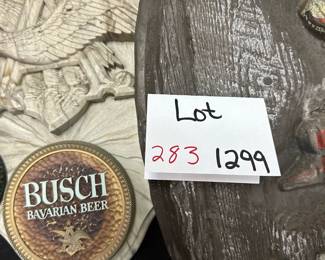 Lot
283 1299
BUSCH
BAVARIAN BEER